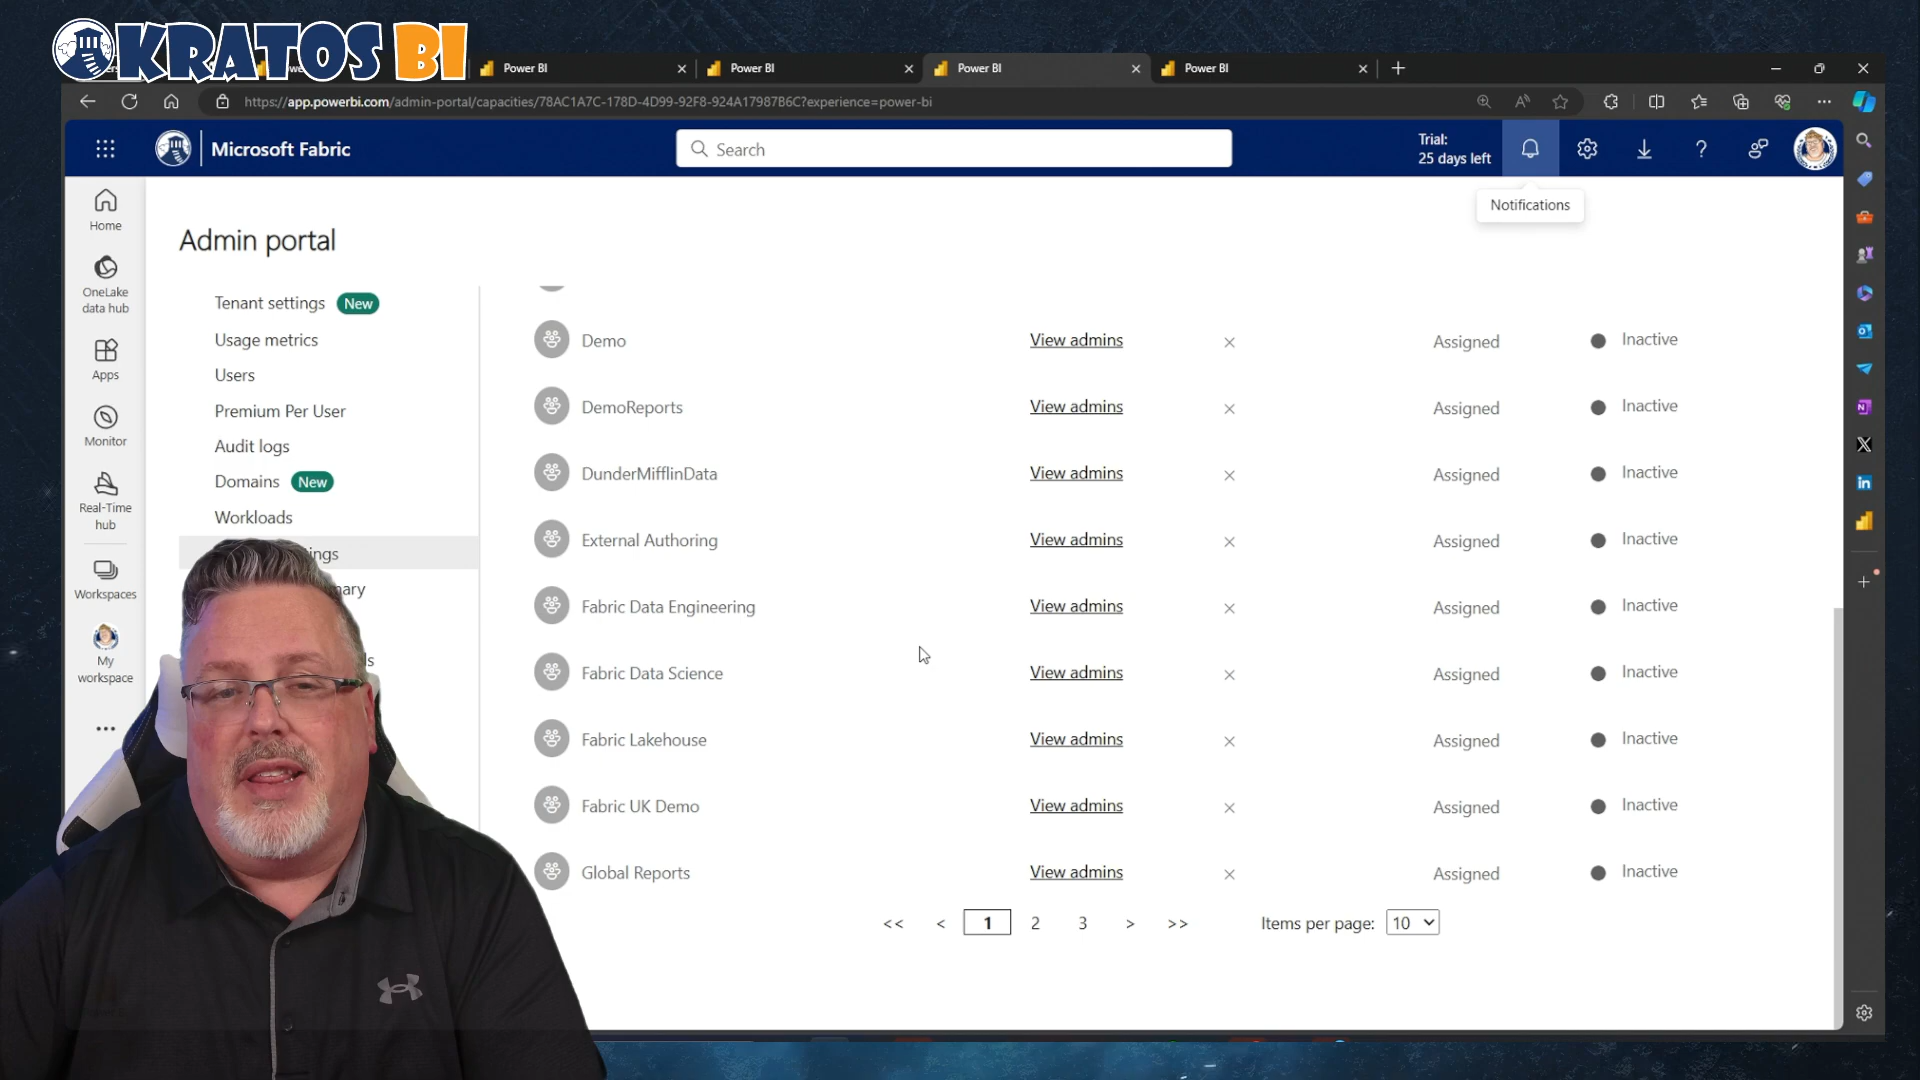 KRATOS BI
Power BI
Power BI
Power BI
Power BI
https://app.powerbi.com/admin-portal/capacities/78AC1A7C-178D-4D99-92F8-924A17987B6C?experience=power-bi
Microsoft Fabric
Search
Trial:
25 days left
Notifications
Home
OneLake
data hub
Apps
Monitor
Real-Time
hub
Workspaces
My
workspace
Admin portal
Tenant settings New
Usage metrics
Users
Premium Per User
Audit logs
Domains New
Workloads
Demo View admins Assigned Inactive
DemoReports View admins Assigned Inactive
DunderMifflinData View admins Assigned Inactive
External Authoring View admins Assigned Inactive
Fabric Data Engineering View admins Assigned Inactive
Fabric Data Science View admins Assigned Inactive
Fabric Lakehouse View admins Assigned Inactive
Fabric UK Demo View admins Assigned Inactive
Global Reports View admins Assigned Inactive
<< < 1 2 3 > >> Items per page: 10